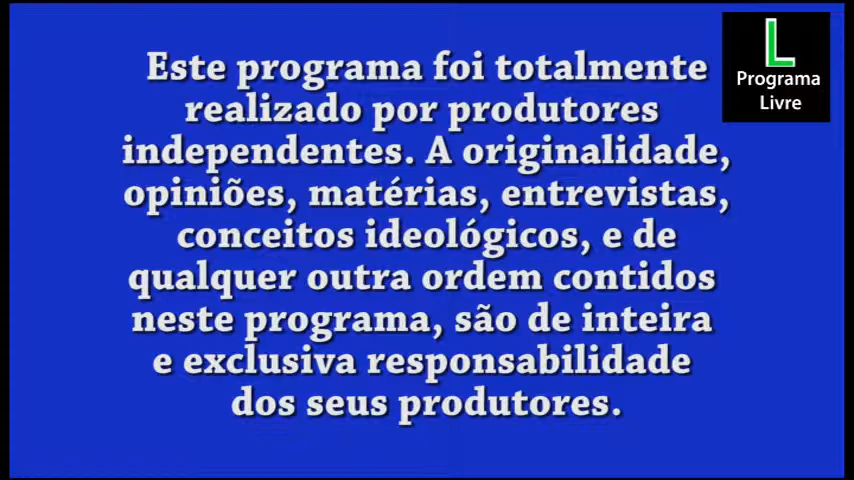 L
Programa
Livre
Este programa foi totalmente
realizado por produtores
independentes. A originalidade,
opiniões, matérias, entrevistas,
conceitos ideológicos, e de
qualquer outra ordem contidos
neste programa, são de inteira
e exclusiva responsabilidade
dos seus produtores.